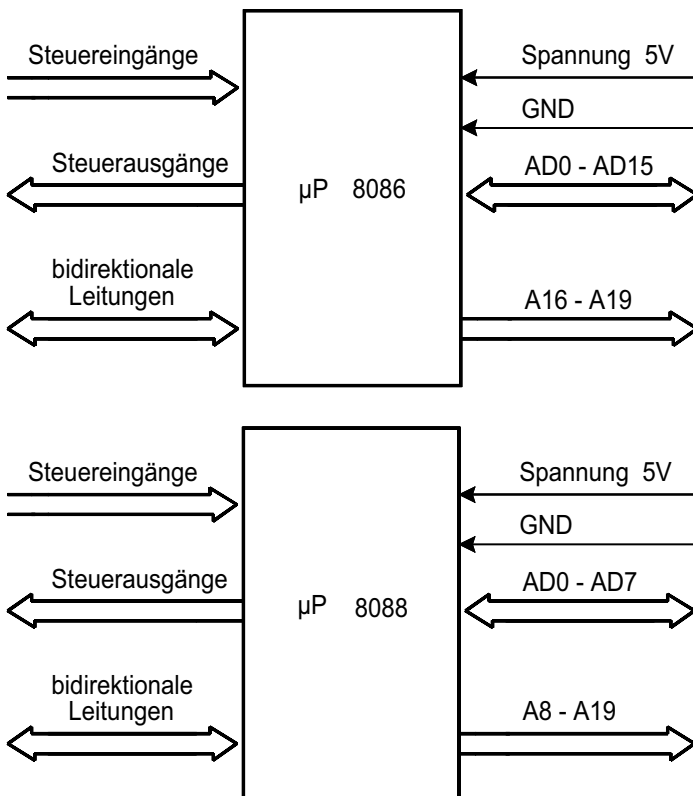 Steuereingänge
Spannung 5V
GND
Steuerausgänge
µP 8086
AD0 - AD15
bidirektionale
Leitungen
A16 - A19
Steuereingänge
Spannung 5V
GND
Steuerausgänge
µP 8088
AD0 - AD7
bidirektionale
Leitungen
A8 - A19